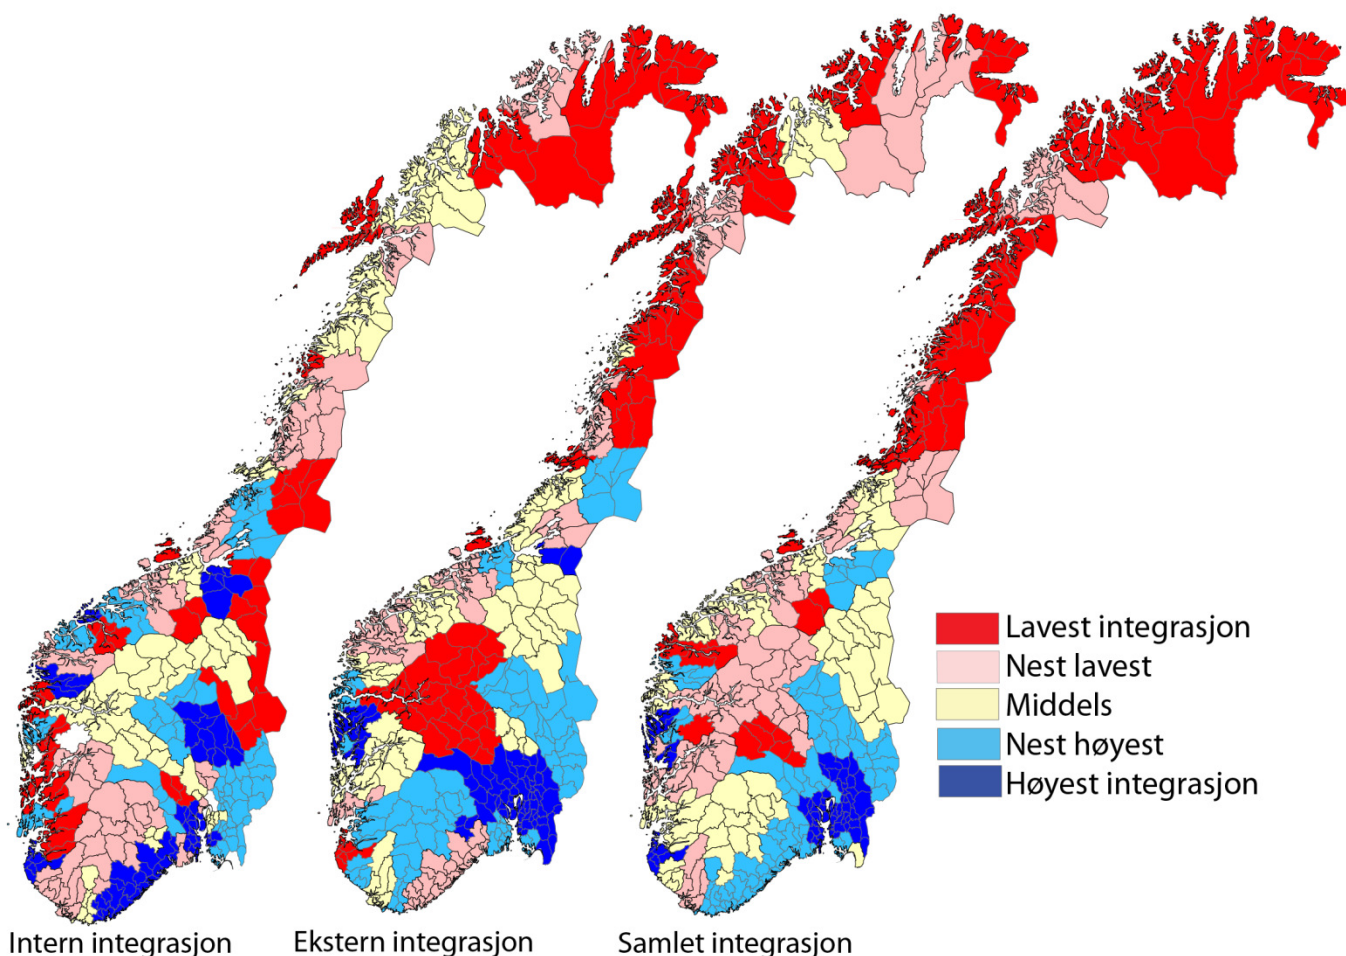 Lavest integrasjon
Nest lavest
Middels
Nest høyest
Høyest integrasjon
Intern integrasjon
Ekstern integrasjon
Samlet integrasjon